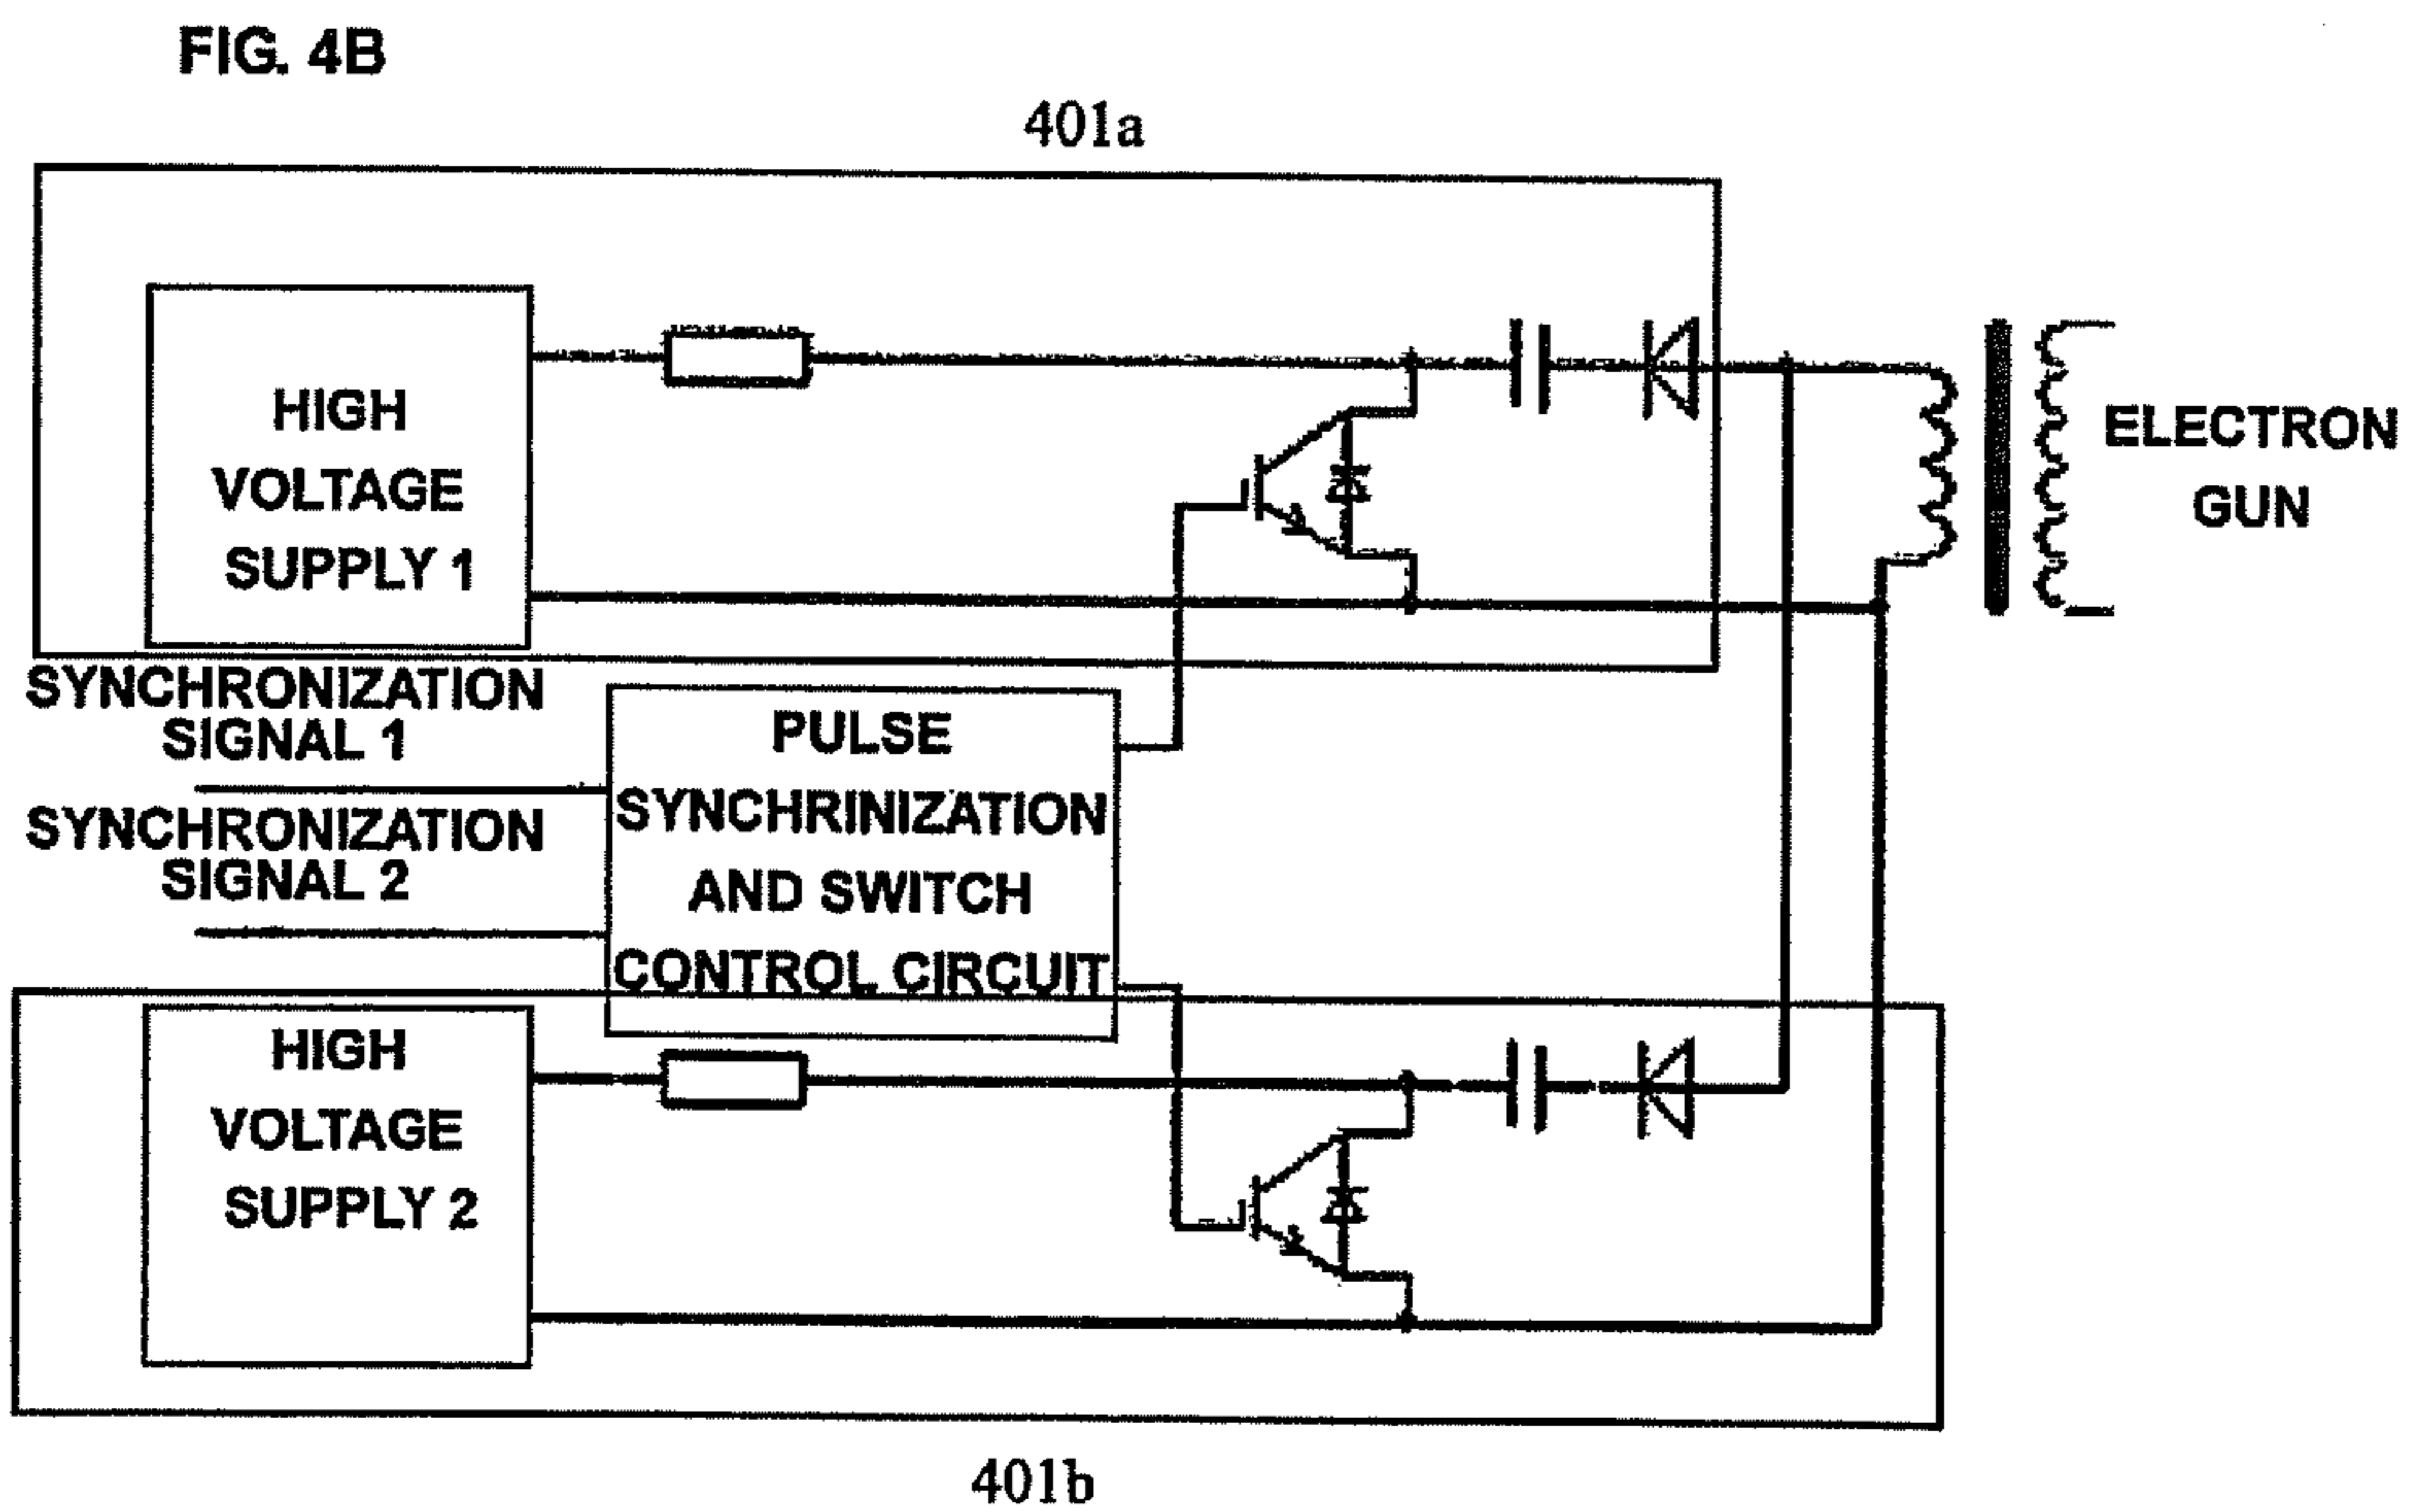 FIG. 4B
401a
HIGH
VOLTAGE
SUPPLY 1
ELECTRON
GUN
SYNCHRONIZATION
SIGNAL 1
SYNCHRONIZATION
SIGNAL 2
PULSE
SYNCHRINIZATION
AND SWITCH
CONTROL CIRCUIT
HIGH
VOLTAGE
SUPPLY 2
401b